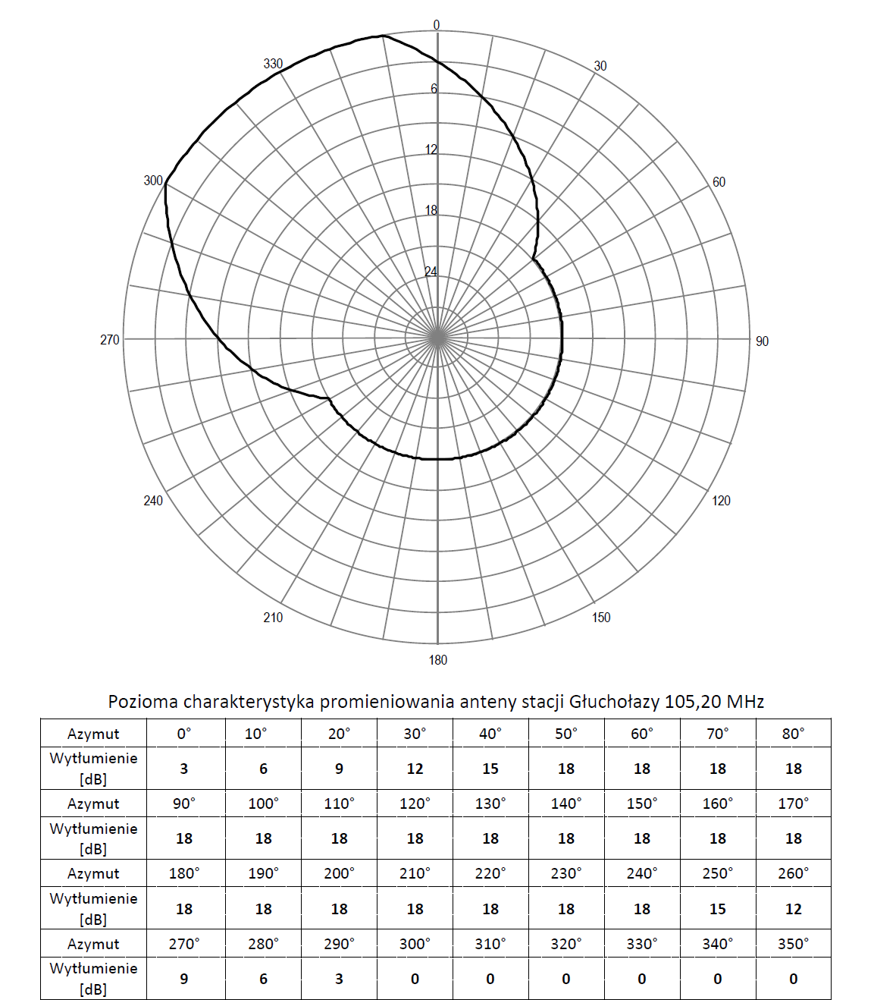 0
330
30
6
12
300
60
18
24
270
90
240
120
210
150
180
Pozioma charakterystyka promieniowania anteny stacji Głuchołazy 105,20 MHz
Azymut 0° 10° 20° 30° 40° 50° 60° 70° 80°
Wytłumienie
[dB] 3 6 9 12 15 18 18 18 18
Azymut 90° 100° 110° 120° 130° 140° 150° 160° 170°
Wytłumienie
[dB] 18 18 18 18 18 18 18 18 18
Azymut 180° 190° 200° 210° 220° 230° 240° 250° 260°
Wytłumienie
[dB] 18 18 18 18 18 18 18 15 12
Azymut 270° 280° 290° 300° 310° 320° 330° 340° 350°
Wytłumienie
[dB] 9 6 3 0 0 0 0 0 0